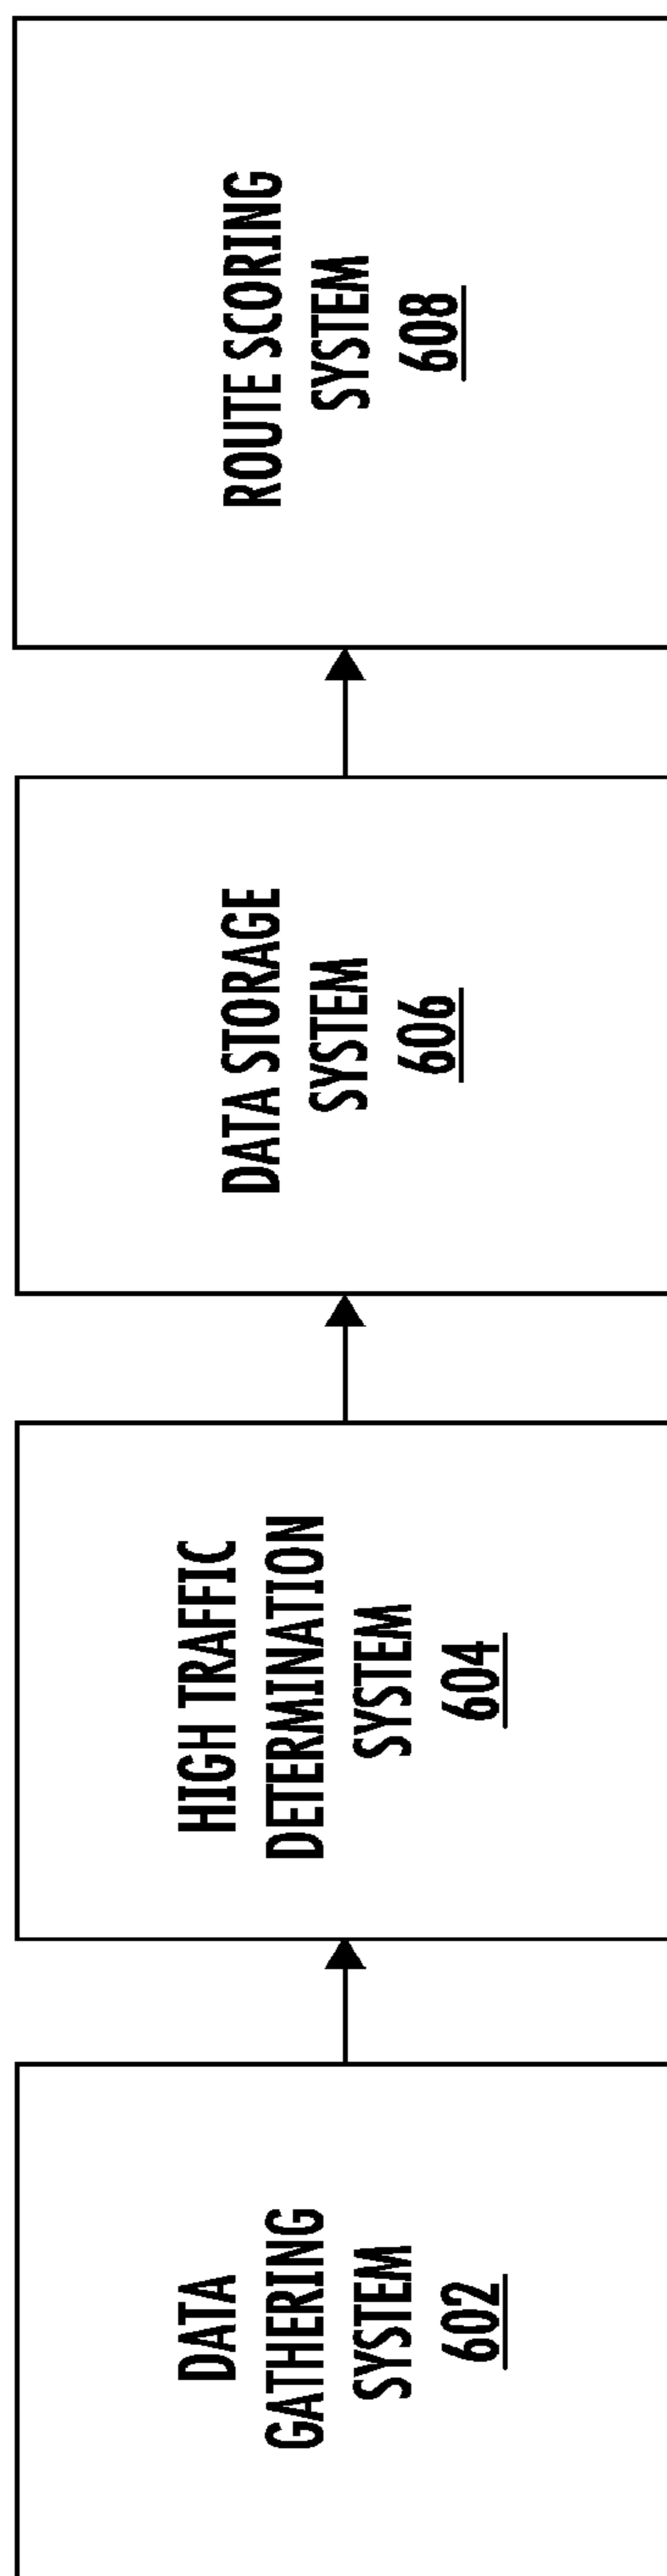 DATA
GATHERING
SYSTEM
602
HIGH TRAFFIC
DETERMINATION
SYSTEM
604
DATA STORAGE
SYSTEM
606
ROUTE SCORING
SYSTEM
608